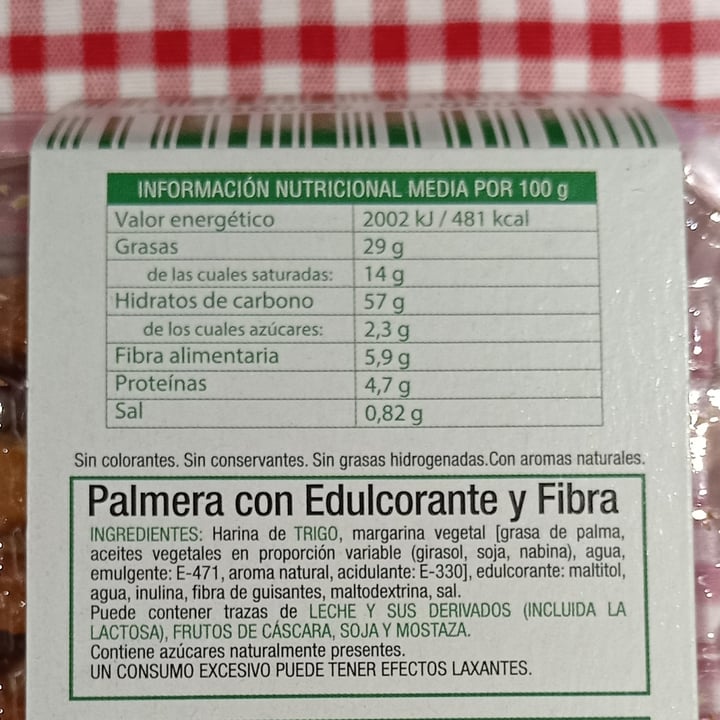 INFORMACIÓN NUTRICIONAL MEDIA POR 100 g
Valor energético 2002 kJ / 481 kcal
Grasas 29 g
de las cuales saturadas: 14 g
Hidratos de carbono 57 g
de los cuales azúcares: 2,3 g
Fibra alimentaria 5,9 g
Proteínas 4,7 g
Sal 0,82 g
Sin colorantes. Sin conservantes. Sin grasas hidrogenadas.Con aromas naturales.
Palmera con Edulcorante y Fibra
INGREDIENTES: Harina de TRIGO, margarina vegetal [grasa de palma,
aceites vegetales en proporción variable (girasol, soja, nabina), agua,
emulgente: E-471, aroma natural, acidulante: E-330], edulcorante: maltitol,
agua, inulina, fibra de guisantes, maltodextrina, sal.
Puede contener trazas de LECHE Y SUS DERIVADOS (INCLUIDA LA
LACTOSA), FRUTOS DE CÁSCARA, SOJA Y MOSTAZA.
Contiene azúcares naturalmente presentes.
UN CONSUMO EXCESIVO PUEDE TENER EFECTOS LAXANTES.